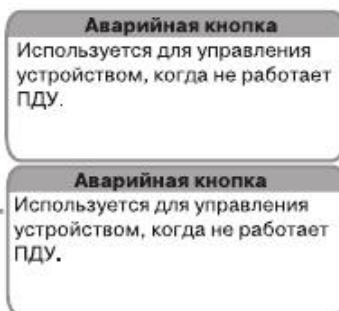 Аварийная кнопка
Используется для управления
устройством, когда не работает
ПДУ.
Аварийная кнопка
Используется для управления
устройством, когда не работает
ПДУ.